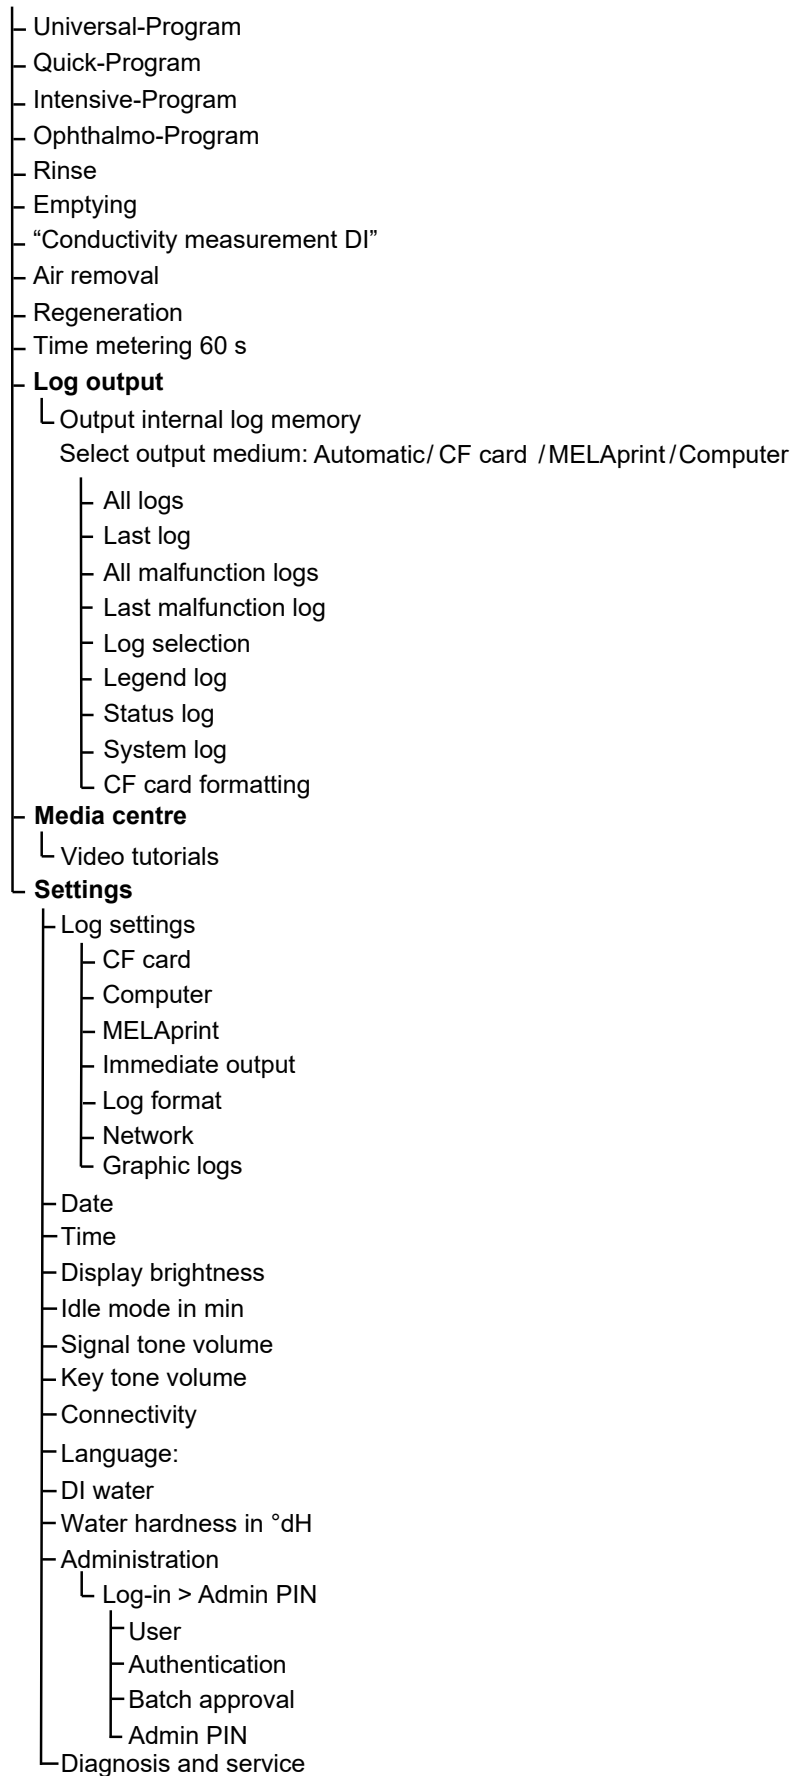 Universal-Program
Quick-Program
Intensive-Program
Ophthalmo-Program
Rinse
Emptying
“Conductivity measurement DI”
Air removal
Regeneration
Time metering 60 s
Log output
Output internal log memory
Select output medium: Automatic/ CF card /MELAprint/Computer
All logs
Last log
All malfunction logs
Last malfunction log
Log selection
Legend log
Status log
System log
CF card formatting
Media centre
Video tutorials
Settings
Log settings
CF card
Computer
MELAprint
Immediate output
Log format
Network
Graphic logs
Date
Time
Display brightness
Idle mode in min
Signal tone volume
Key tone volume
Connectivity
Language:
DI water
Water hardness in °dH
Administration
Log-in > Admin PIN
User
Authentication
Batch approval
Admin PIN
Diagnosis and service